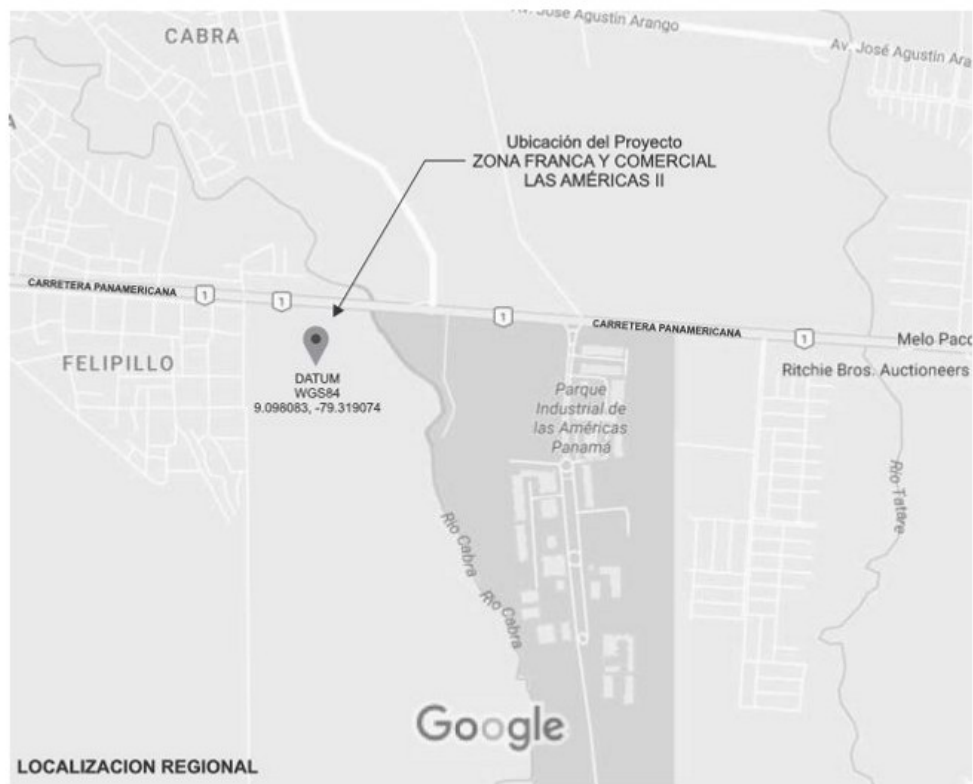 Av. José Agustín Arango
Av. José Agustín Ara
CABRA
A
Ubicación del Proyecto
ZONA FRANCA Y COMERCIAL
LAS AMÉRICAS II
CARRETERA PANAMERICANA
1
1
1
CARRETERA PANAMERICANA
1
Melo Paco
FELIPILLO
Ritchie Bros. Auctioneers
DATUM
WGS84
9.098083, -79.319074
Parque
Industrial de
las Américas
Panamá
Río Tatare
Río Cabra
Río Cabra
Google
LOCALIZACION REGIONAL